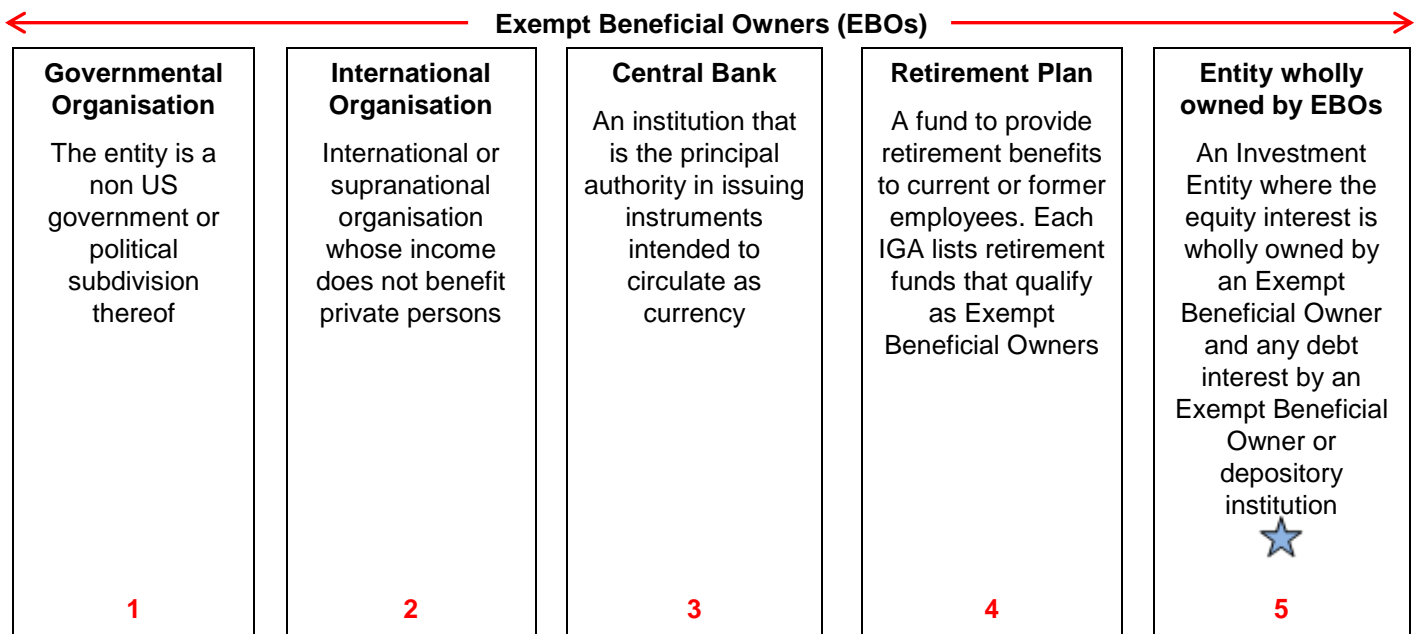 Exempt Beneficial Owners (EBOs)
Governmental
Organisation
The entity is a
non US
government or
political
subdivision
thereof
1
International
Organisation
International or
supranational
organisation
whose income
does not benefit
private persons
2
Central Bank
An institution that
is the principal
authority in issuing
instruments
intended to
circulate as
currency
3
Retirement Plan
A fund to provide
retirement benefits
to current or former
employees. Each
IGA lists retirement
funds that qualify
as Exempt
Beneficial Owners
4
Entity wholly
owned by EBOs
An Investment
Entity where the
equity interest is
wholly owned by
an Exempt
Beneficial Owner
and any debt
interest by an
Exempt Beneficial
Owner or
depository
institution
5